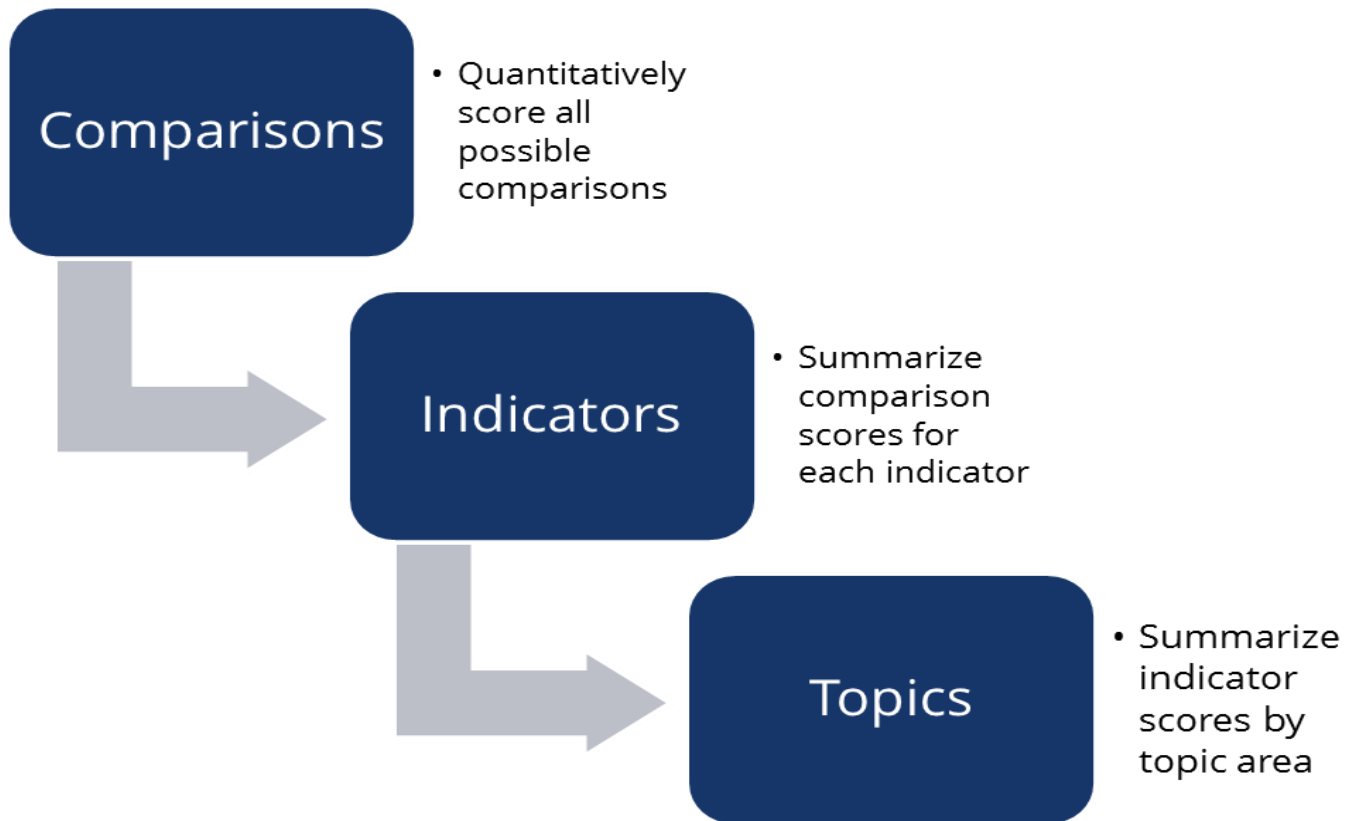 Comparisons
• Quantitatively
score all
possible
comparisons
Indicators
• Summarize
comparison
scores for
each indicator
Topics
• Summarize
indicator
scores by
topic area